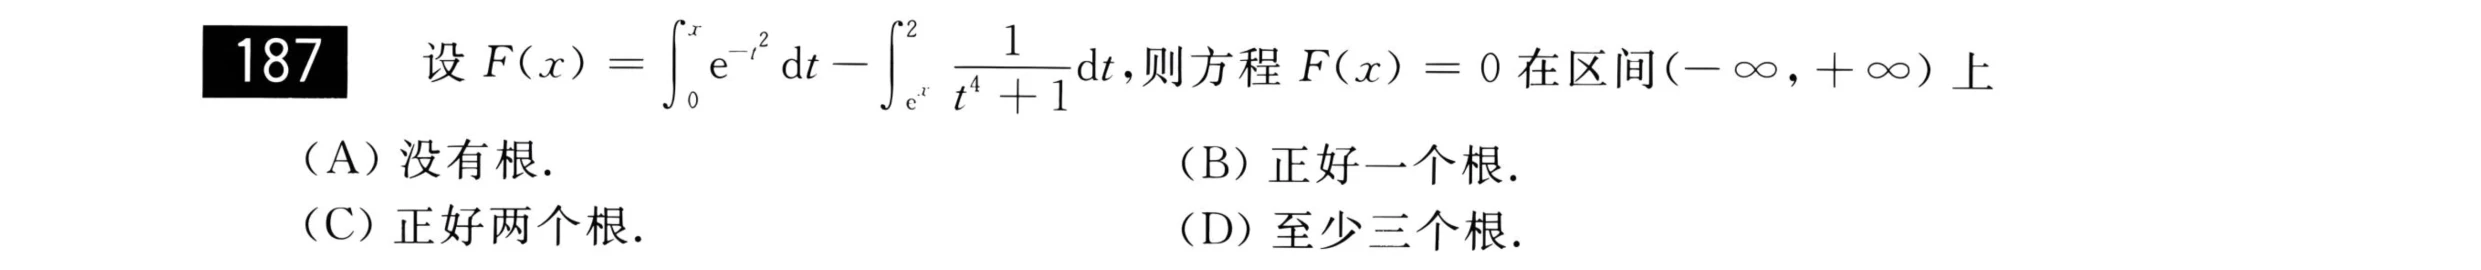 187 设 $F(x) = \int_{0}^{x} e^{-t^2} dt - \int_{e^x}^{2} \frac{1}{t^4+1} dt$,则方程 $F(x) = 0$ 在区间$(-\infty, +\infty)$ 上
(A) 没有根. (B) 正好一个根.
(C) 正好两个根. (D) 至少三个根.